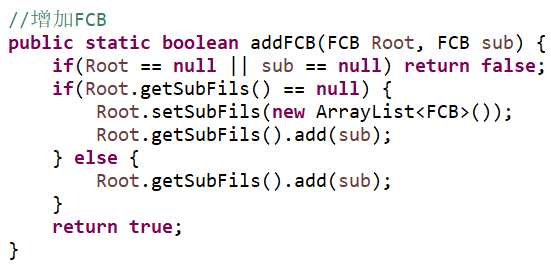 //增加FCB
public static boolean addFCB(FCB Root, FCB sub) {
    if(Root == null || sub == null) return false;
    if(Root.getSubFils() == null) {
        Root.setSubFils(new ArrayList<FCB>());
        Root.getSubFils().add(sub);
    } else {
        Root.getSubFils().add(sub);
    }
    return true;
}